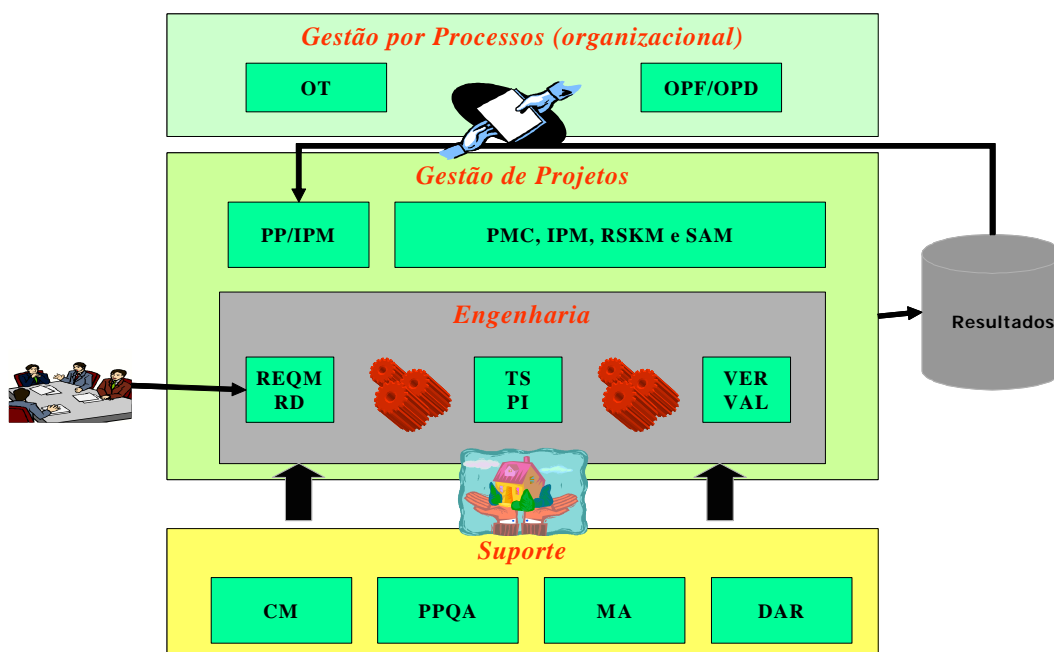 Gestão por Processos (organizacional)
OT
OPF/OPD
Gestão de Projetos
PP/IPM
PMC, IPM, RSKM e SAM
Engenharia
Resultados
REQM
RD
TS
PI
VER
VAL
Suporte
CM
PPQA
MA
DAR